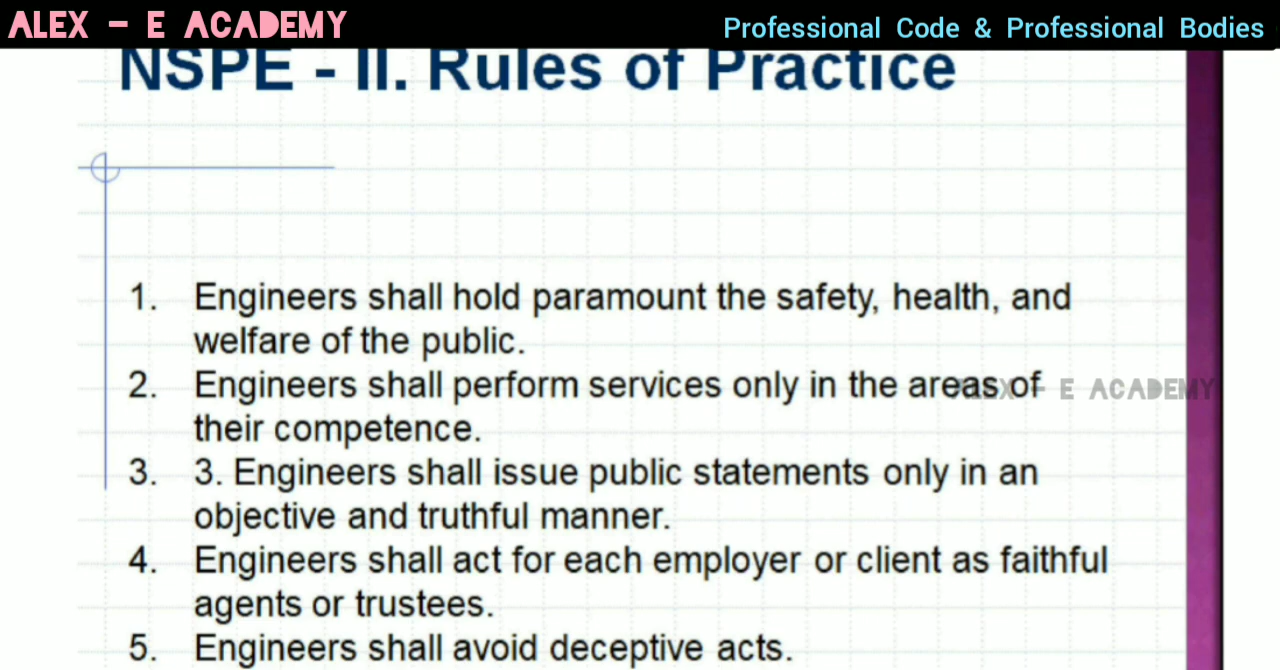 ALEX - E ACADEMY
Professional Code & Professional Bodies
NSPE - II. Rules of Practice
1. Engineers shall hold paramount the safety, health, and
welfare of the public.
2. Engineers shall perform services only in the areas of
their competence.
ALEX - E ACADEMY
3. 3. Engineers shall issue public statements only in an
objective and truthful manner.
4. Engineers shall act for each employer or client as faithful
agents or trustees.
5. Engineers shall avoid deceptive acts.